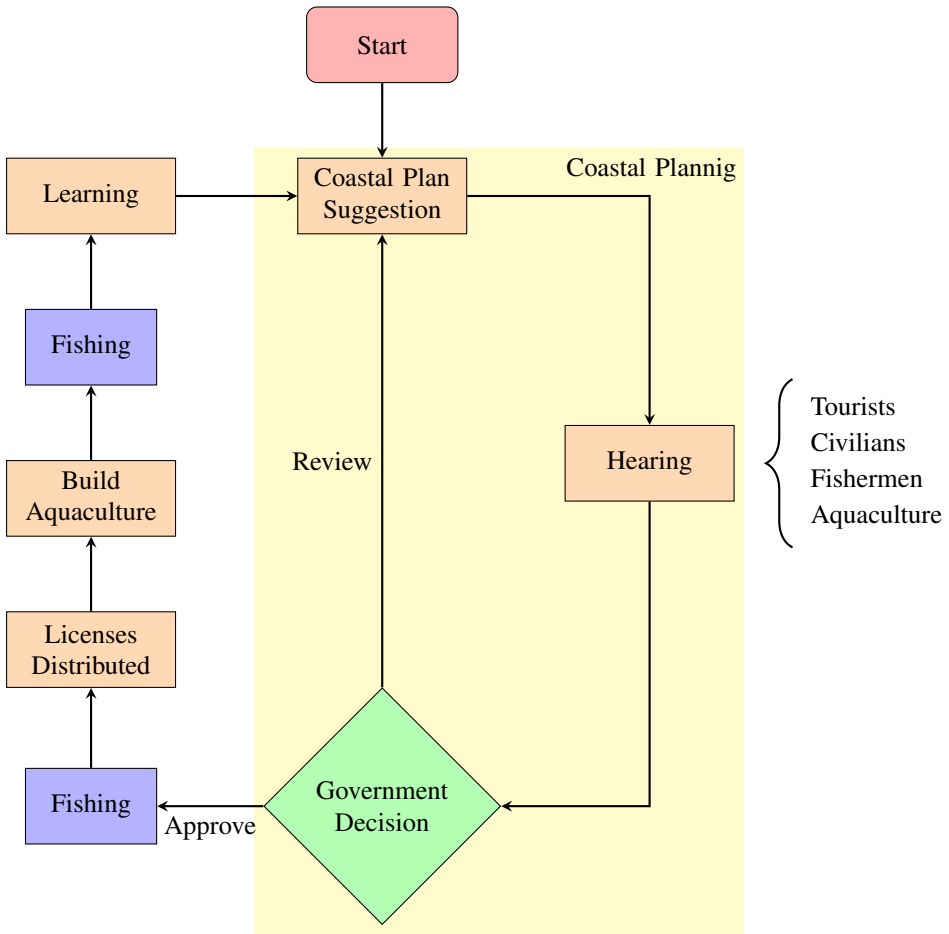 Start
Coastal Plannig
Learning
Coastal Plan
Suggestion
Fishing
Tourists
Civilians
Fishermen
Aquaculture
Review
Hearing
Build
Aquaculture
Licenses
Distributed
Government
Decision
Fishing
Approve